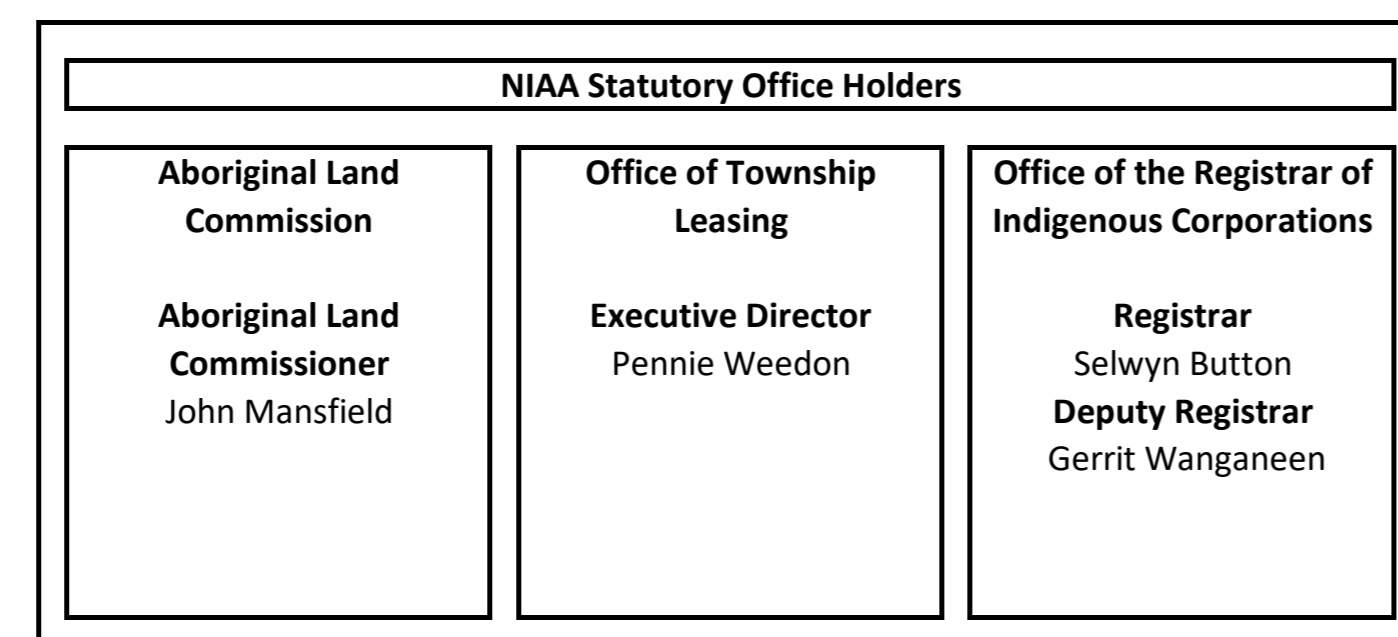 NIAA Statutory Office Holders
Aboriginal Land
Commission
Aboriginal Land
Commissioner
John Mansfield
Office of Township
Leasing
Executive Director
Pennie Weedon
Office of the Registrar of
Indigenous Corporations
Registrar
Selwyn Button
Deputy Registrar
Gerrit Wanganeen